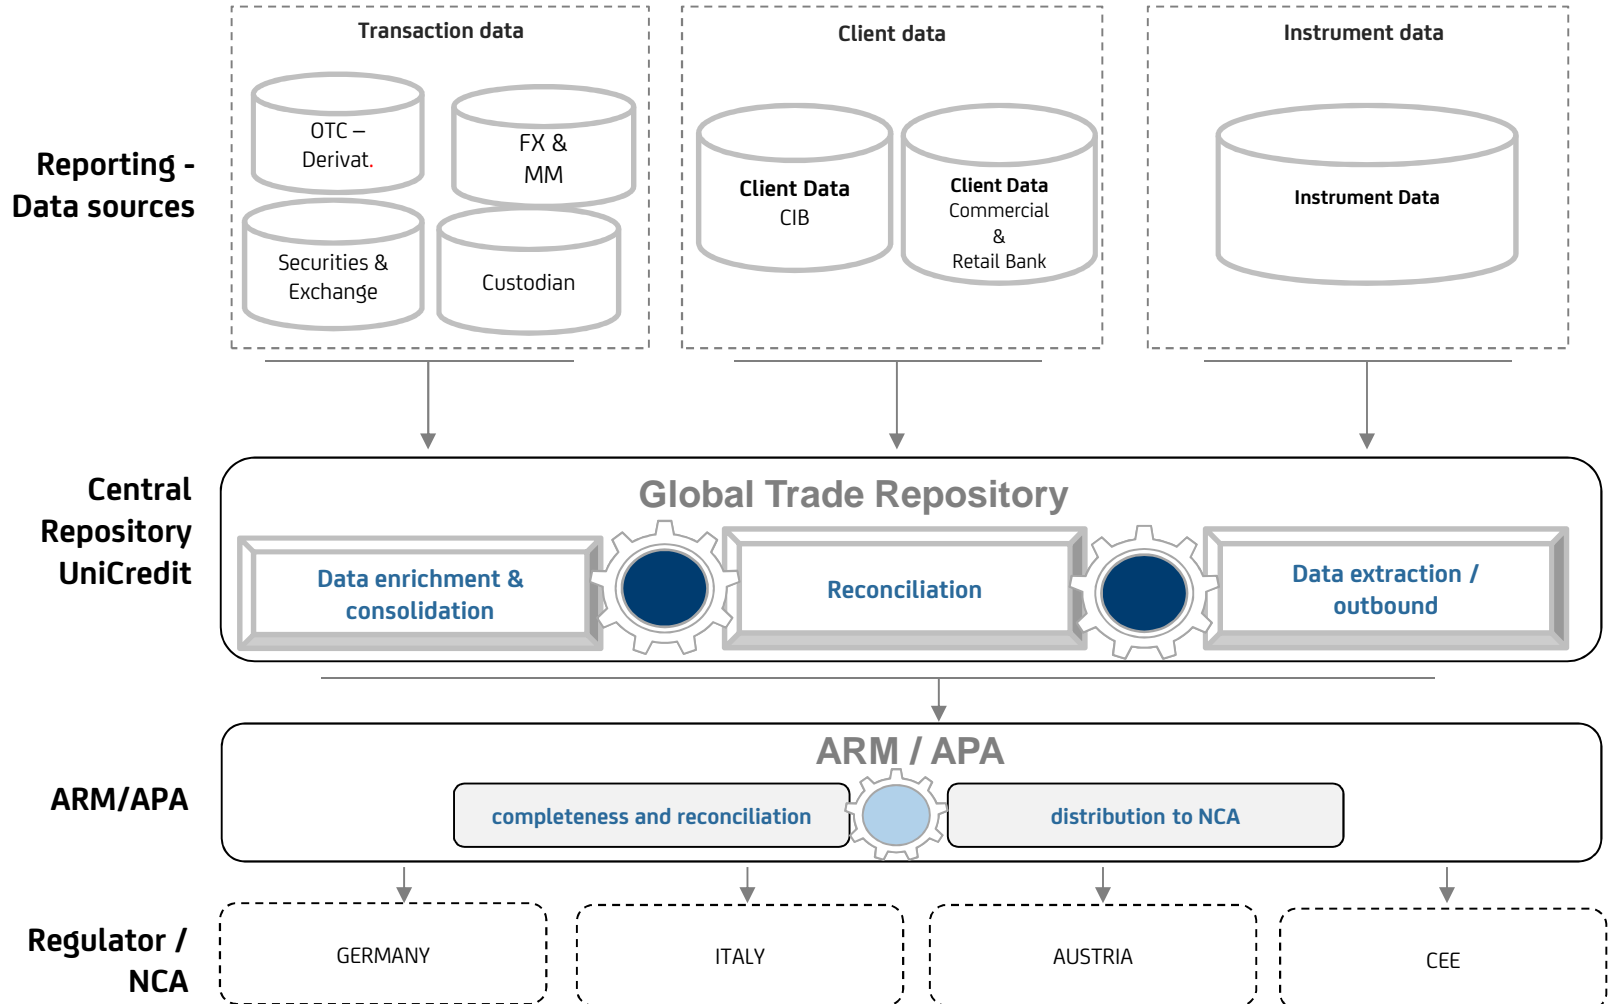 Transaction data
Client data
Instrument data
Reporting -
Data sources
OTC –
Derivat.
FX &
MM
Securities &
Exchange
Custodian
Client Data
CIB
Client Data
Commercial
&
Retail Bank
Instrument Data
Central
Repository
UniCredit
Global Trade Repository
Data enrichment &
consolidation
Reconciliation
Data extraction /
outbound
ARM/APA
ARM / APA
completeness and reconciliation
distribution to NCA
Regulator /
NCA
GERMANY
ITALY
AUSTRIA
CEE